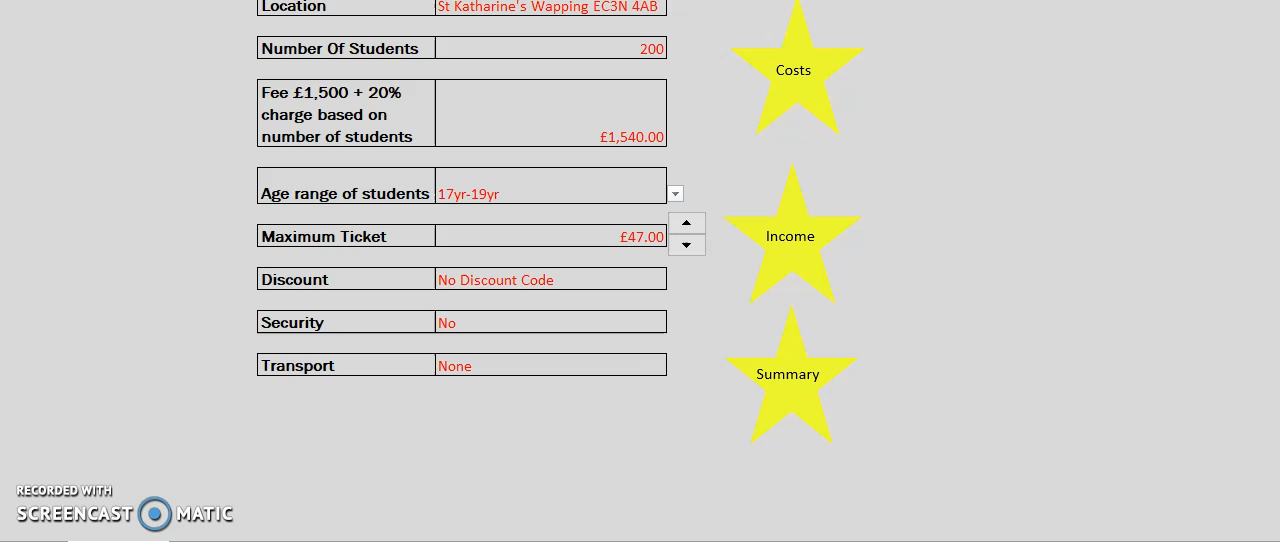 Location St Katharine's Wapping EC3N 4AB
Number Of Students 200
Costs
Fee £1,500 + 20%
charge based on
number of students £1,540.00
Age range of students 17yr-19yr
Maximum Ticket £47.00
Income
Discount No Discount Code
Security No
Transport None
Summary
RECORDED WITH
SCREENCAST MATIC